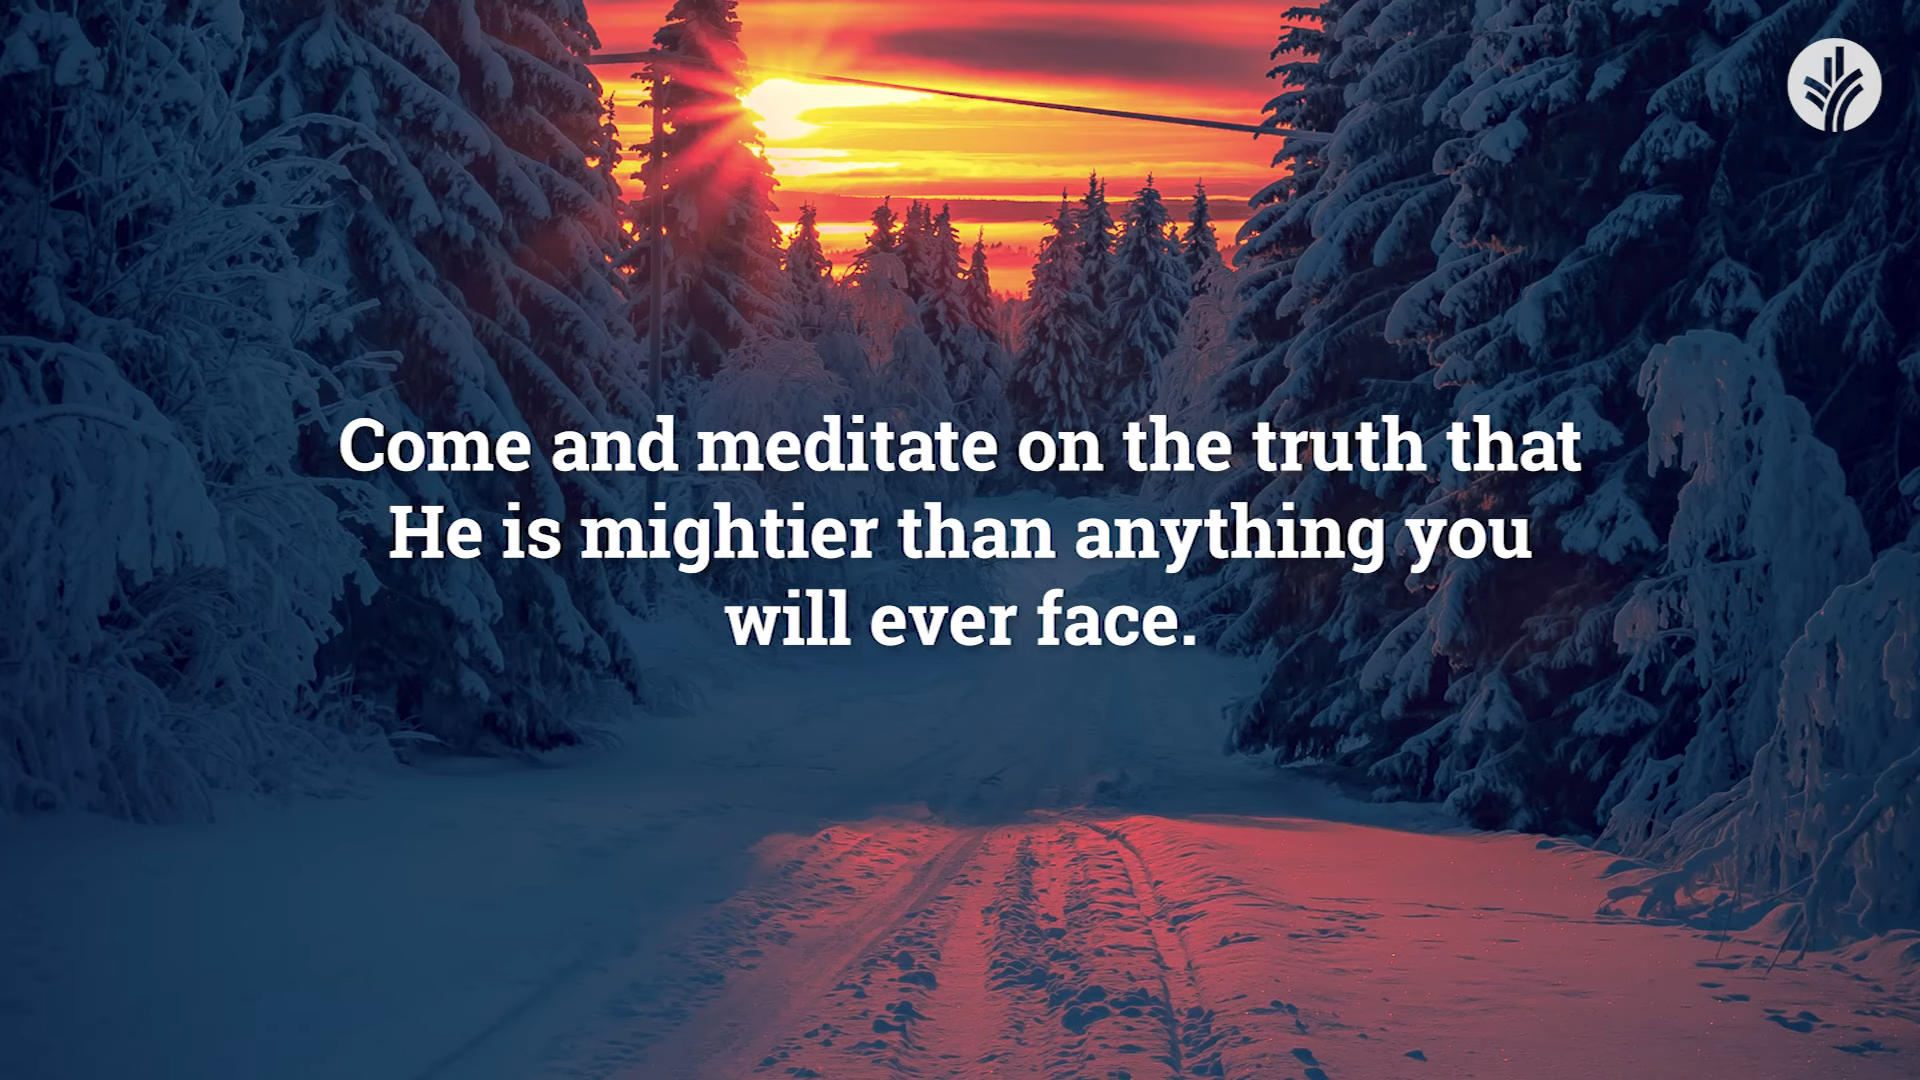 Come and meditate on the truth that
He is mightier than anything you
will ever face.